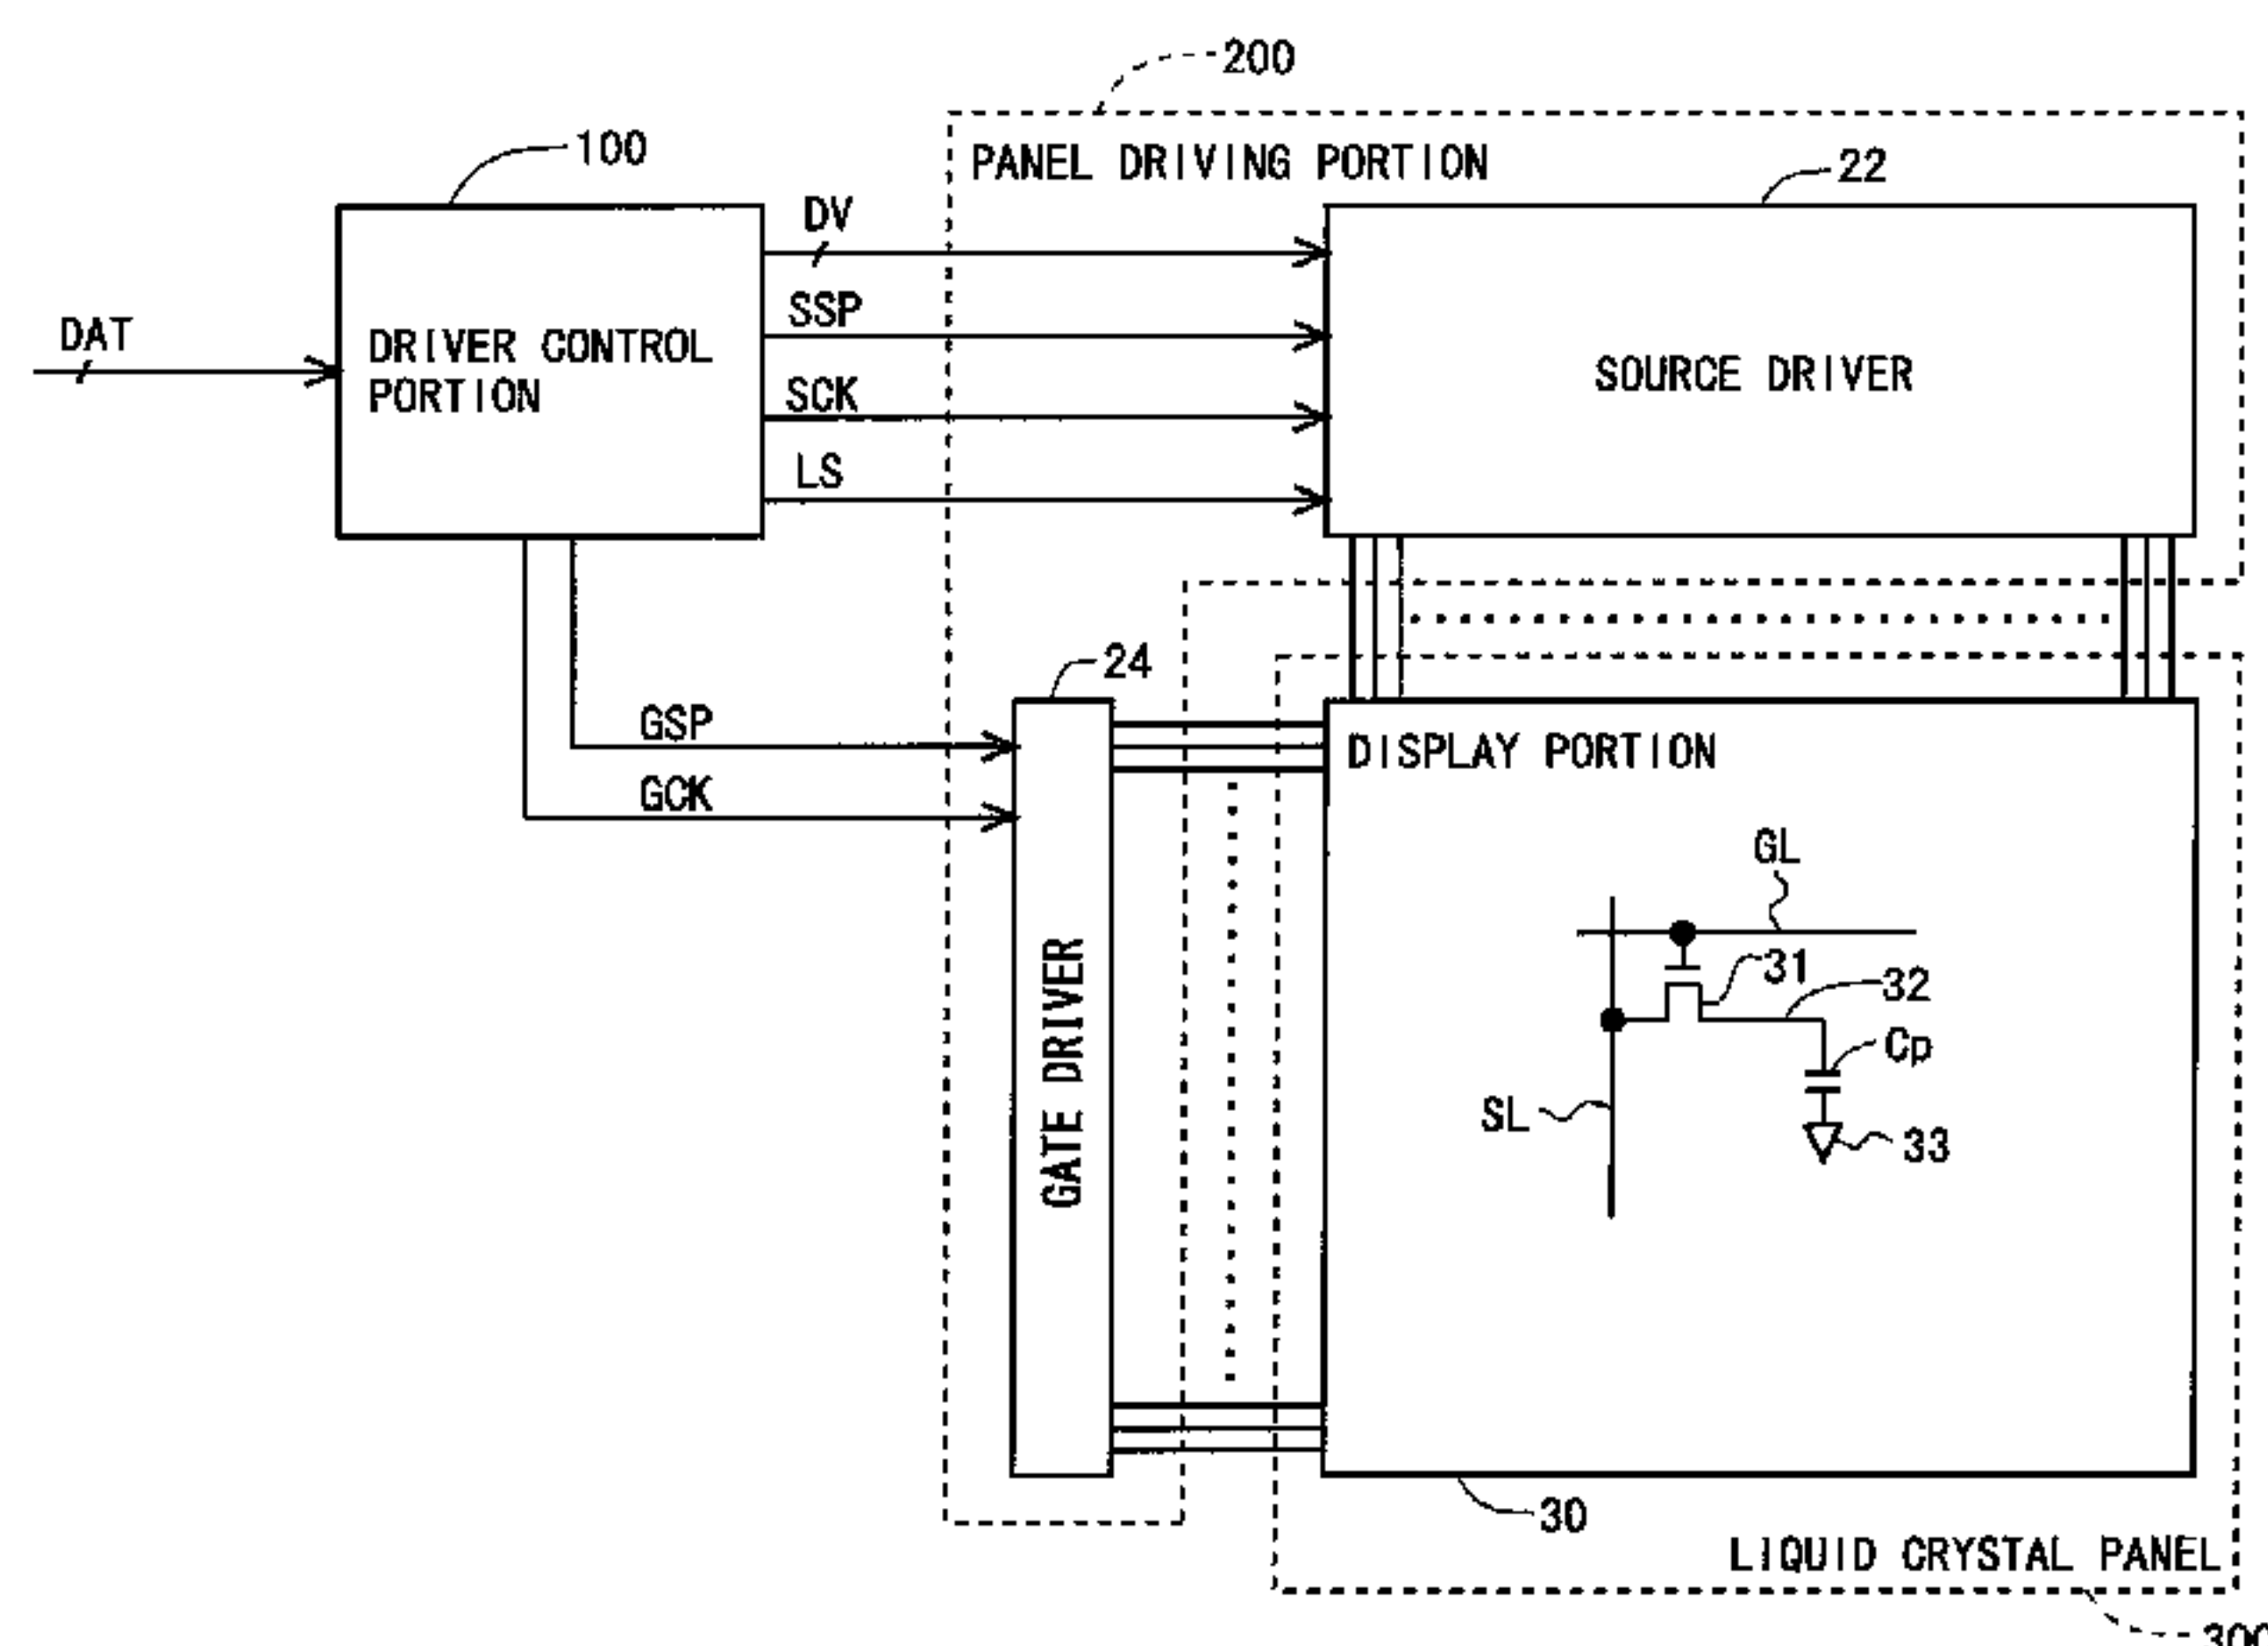 200
100
PANEL DRIVING PORTION
22
DV
SSP
DAT
DRIVER CONTROL
PORTION
SCK
SOURCE DRIVER
LS
24
GSP
DISPLAY PORTION
GCK
GL
GATE DRIVER
31
32
Cp
SL
33
30
LIQUID CRYSTAL PANEL
300